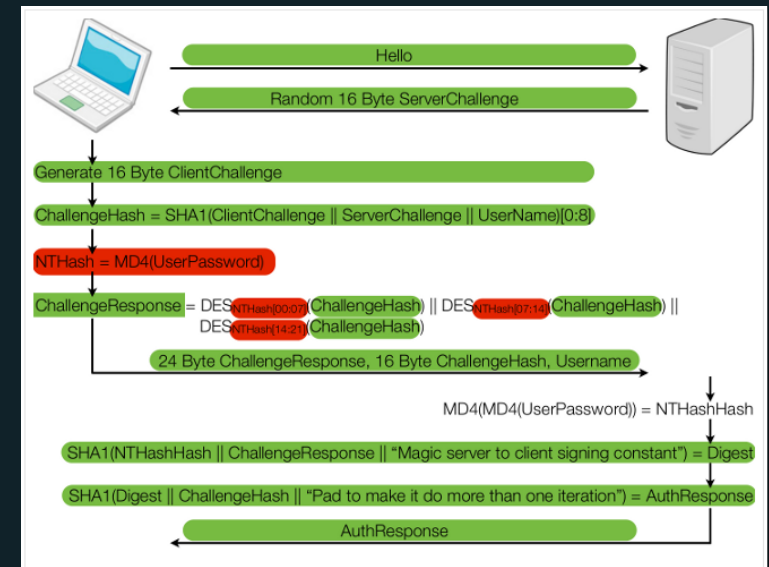 Hello
Random 16 Byte ServerChallenge
Generate 16 Byte ClientChallenge
ChallengeHash = SHA1(ClientChallenge || ServerChallenge || UserName)[0:8]
NTHash = MD4(UserPassword)
ChallengeResponse = DESNTHash[00:07](ChallengeHash) || DESNTHash[07:14](ChallengeHash) ||
DESNTHash[14:21](ChallengeHash)
24 Byte ChallengeResponse, 16 Byte ChallengeHash, Username
MD4(MD4(UserPassword)) = NTHashHash
SHA1(NTHashHash || ChallengeResponse || “Magic server to client signing constant”) = Digest
SHA1(Digest || ChallengeHash || “Pad to make it do more than one iteration”) = AuthResponse
AuthResponse